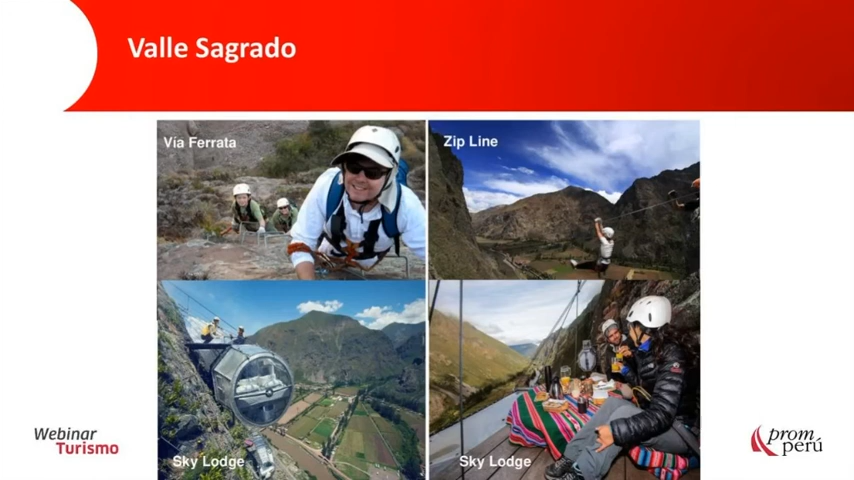 Valle Sagrado
Vía Ferrata
Zip Line
Sky Lodge
Sky Lodge
Webinar
Turismo
prom
perú